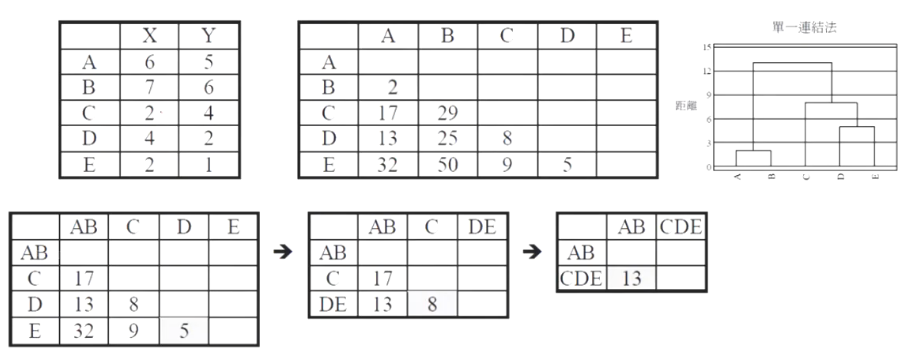 X Y
A 6 5
B 7 6
C 2 4
D 4 2
E 2 1
A B C D E
A
B 2
C 17 29
D 13 25 8
E 32 50 9 5
單一連結法
距離
15
12
9
6
3
0
A B C D E
AB C D E
AB
C 17
D 13 8
E 32 9 5
➔
AB C DE
AB
C 17
DE 13 8
➔
AB CDE
AB
CDE 13